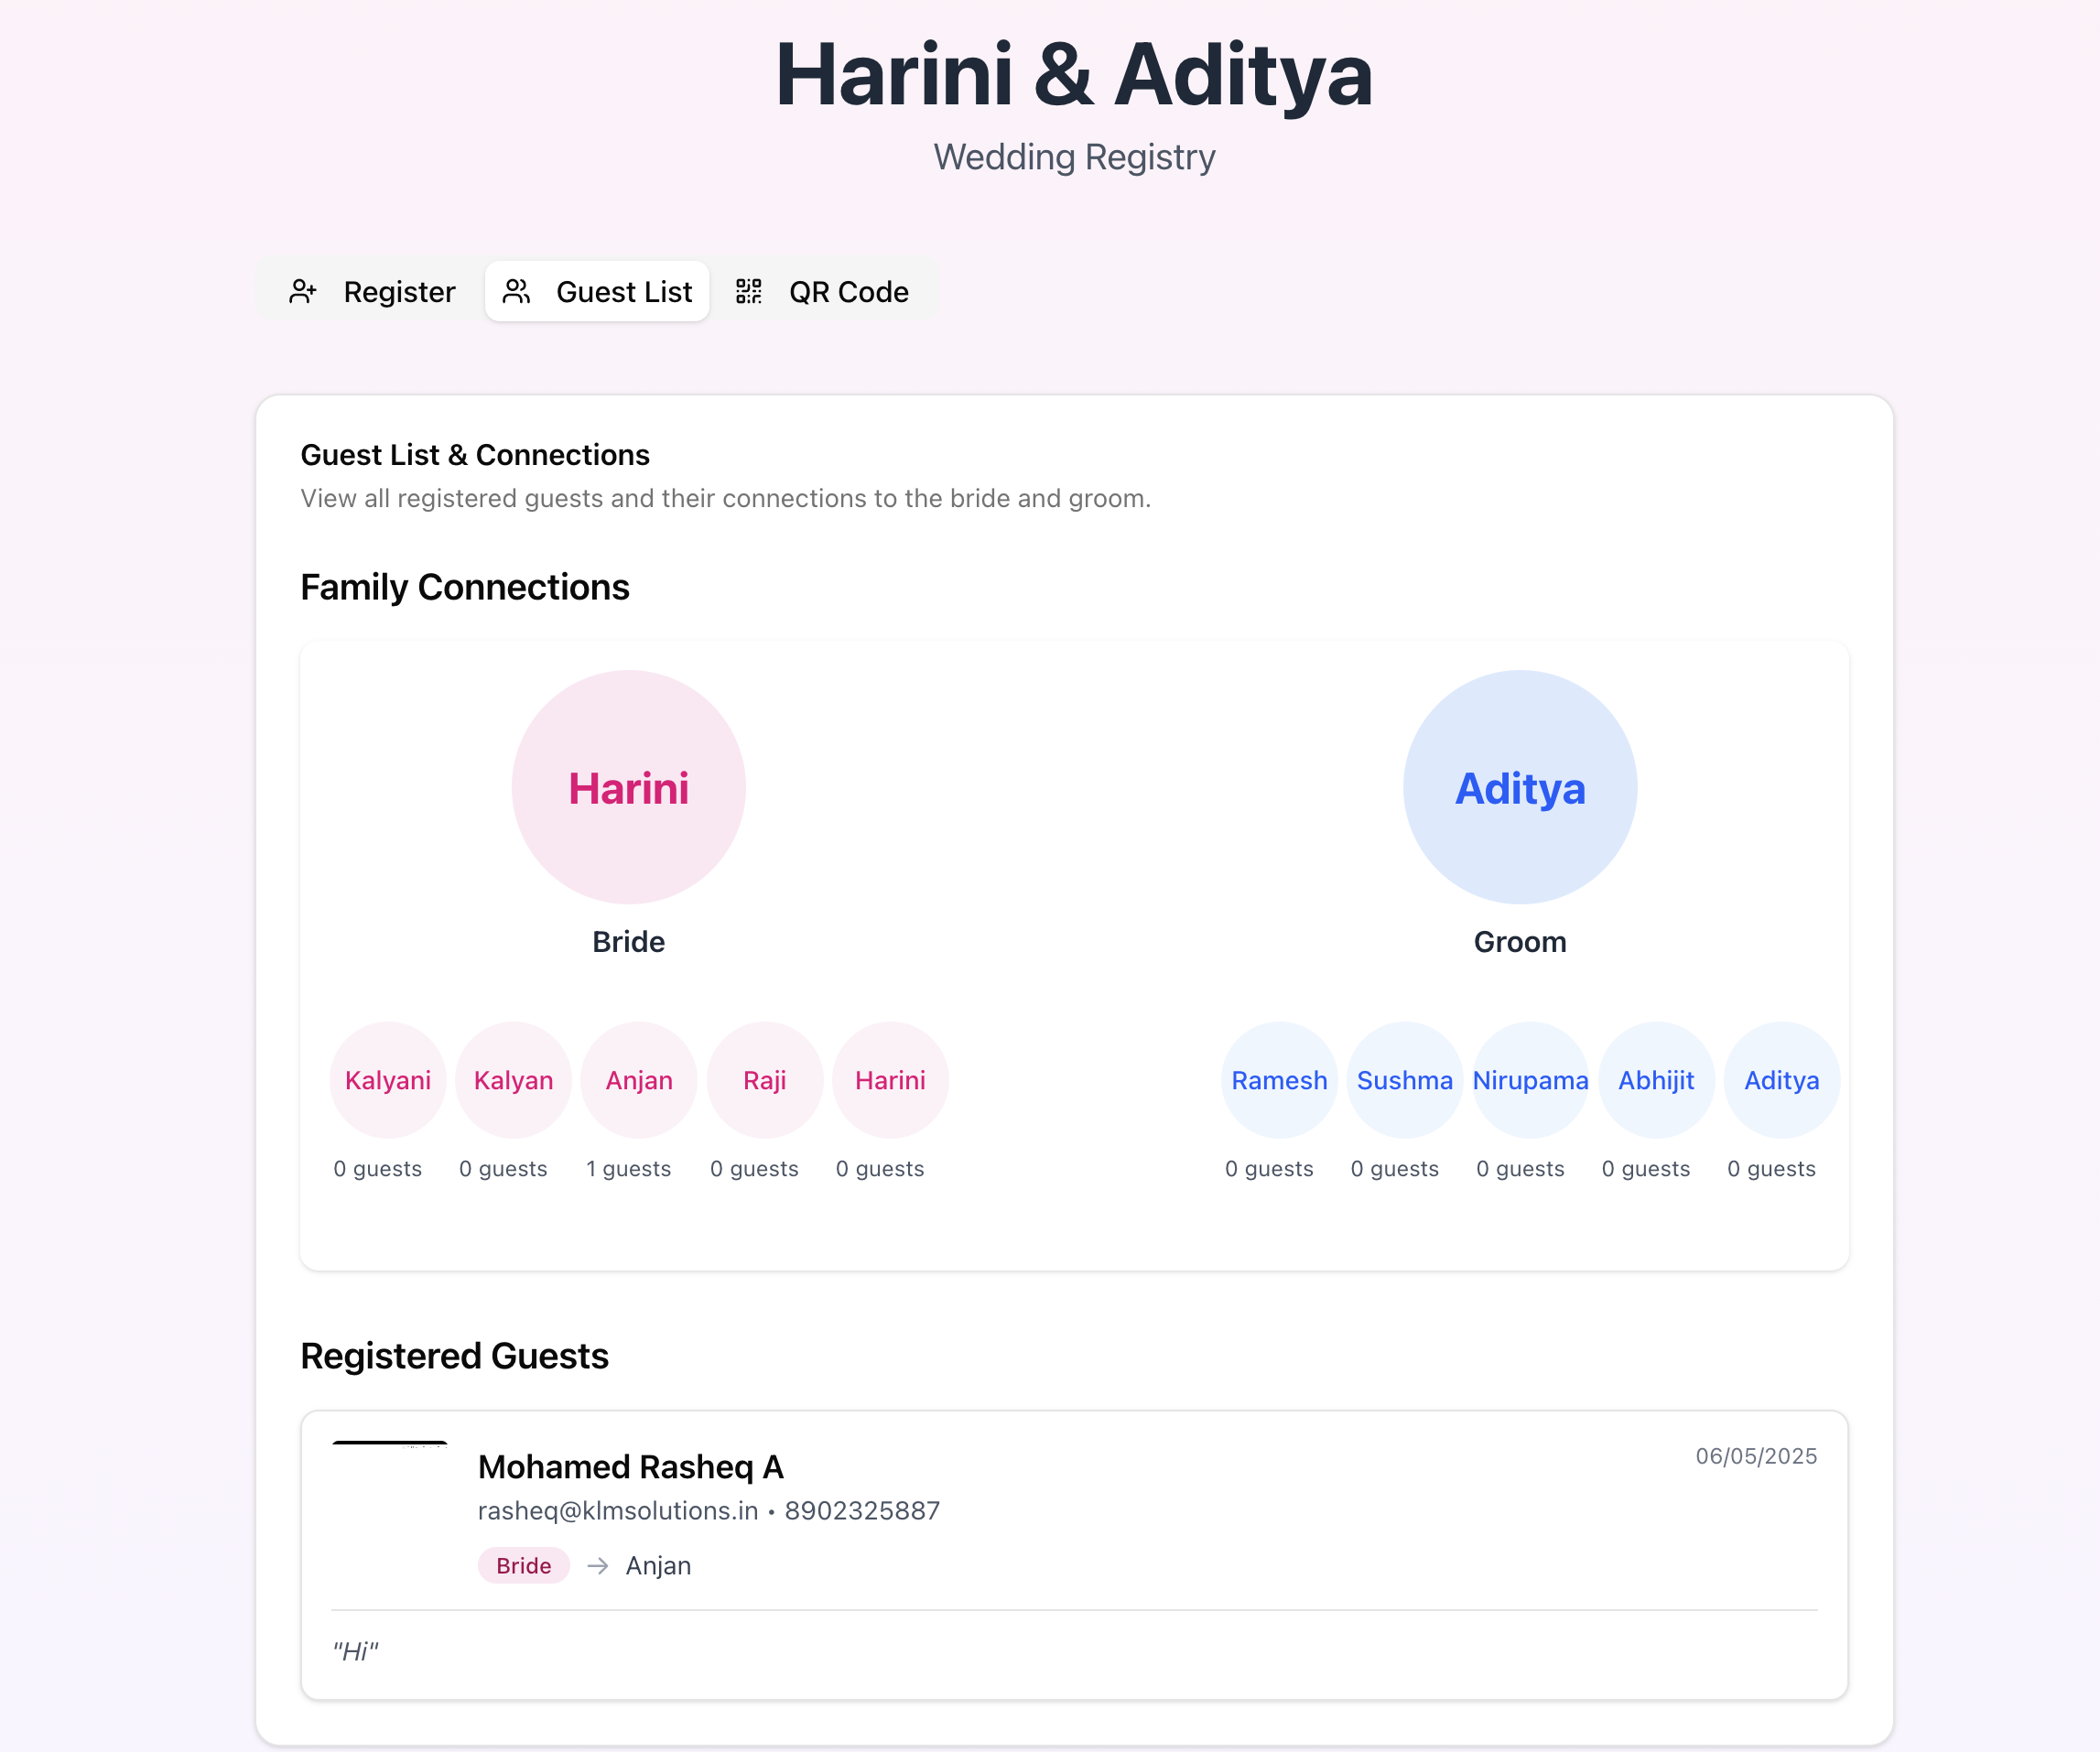 Harini & Aditya
Wedding Registry
Register Guest List QR Code
Guest List & Connections
View all registered guests and their connections to the bride and groom.
Family Connections
Harini
Bride
Kalyani Kalyan Anjan Raji Harini
0 guests 0 guests 1 guests 0 guests 0 guests
Aditya
Groom
Ramesh Sushma Nirupama Abhijit Aditya
0 guests 0 guests 0 guests 0 guests 0 guests
Registered Guests
Mohamed Rasheq A
06/05/2025
rasheq@klmsolutions.in • 8902325887
Bride → Anjan
"Hi"